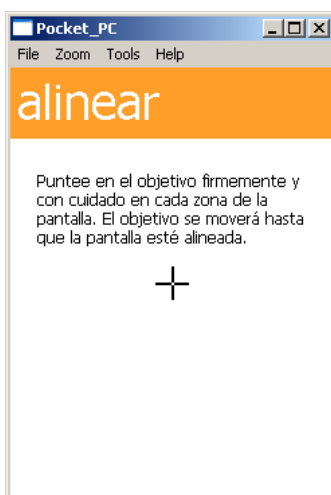 Pocket_PC
File Zoom Tools Help
alinear
Puntee en el objetivo firmemente y
con cuidado en cada zona de la
pantalla. El objetivo se moverá hasta
que la pantalla esté alineada.